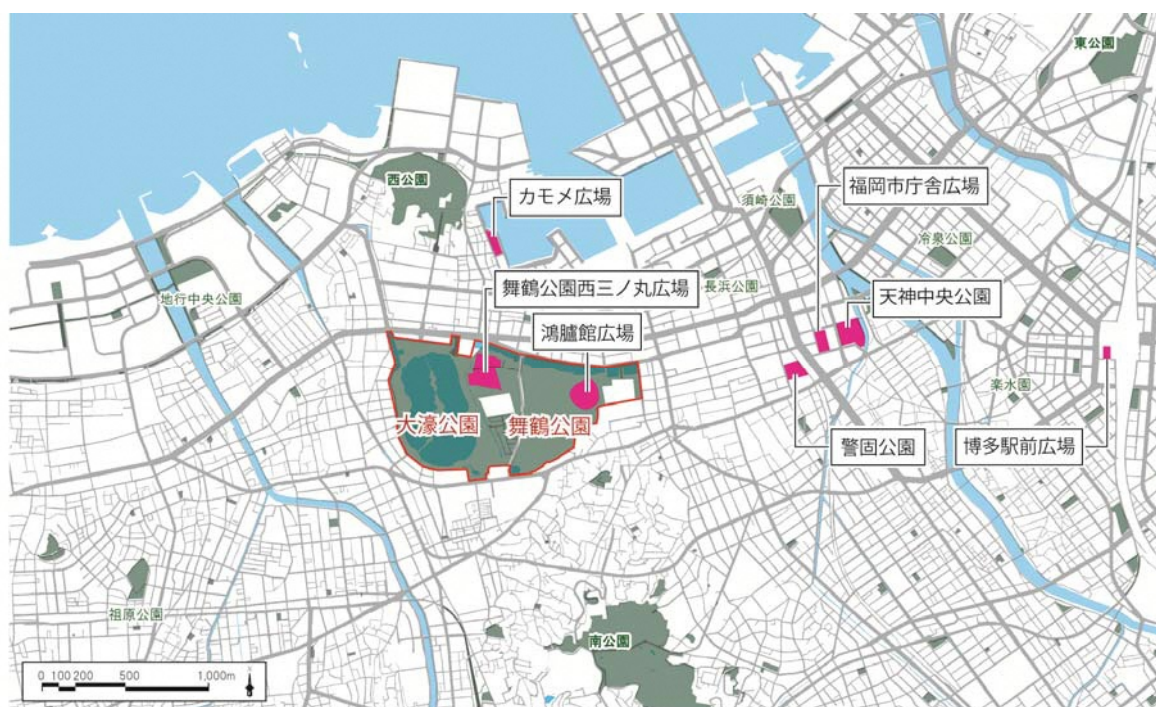 東公園
西公園
カモメ広場
須崎公園
福岡市庁舎広場
冷泉公園
地行中央公園
舞鶴公園西三ノ丸広場
長浜公園
天神中央公園
鴻臚館広場
楽水園
大濠公園
舞鶴公園
警固公園
博多駅前広場
祖原公園
南公園
0 100 200 500 1,000m